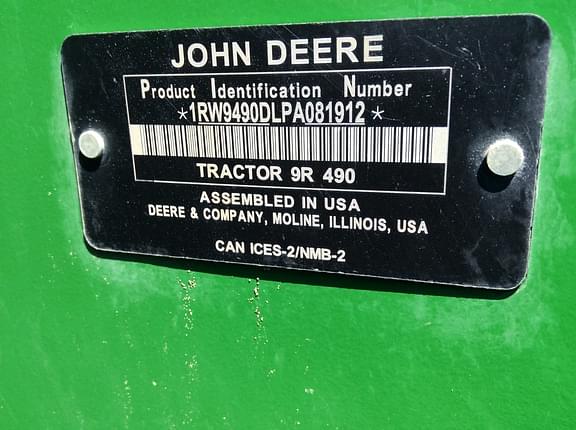 JOHN DEERE
Product Identification Number
*1RW9490DLPA081912*
TRACTOR 9R 490
ASSEMBLED IN USA
DEERE & COMPANY, MOLINE, ILLINOIS, USA
CAN ICES-2/NMB-2